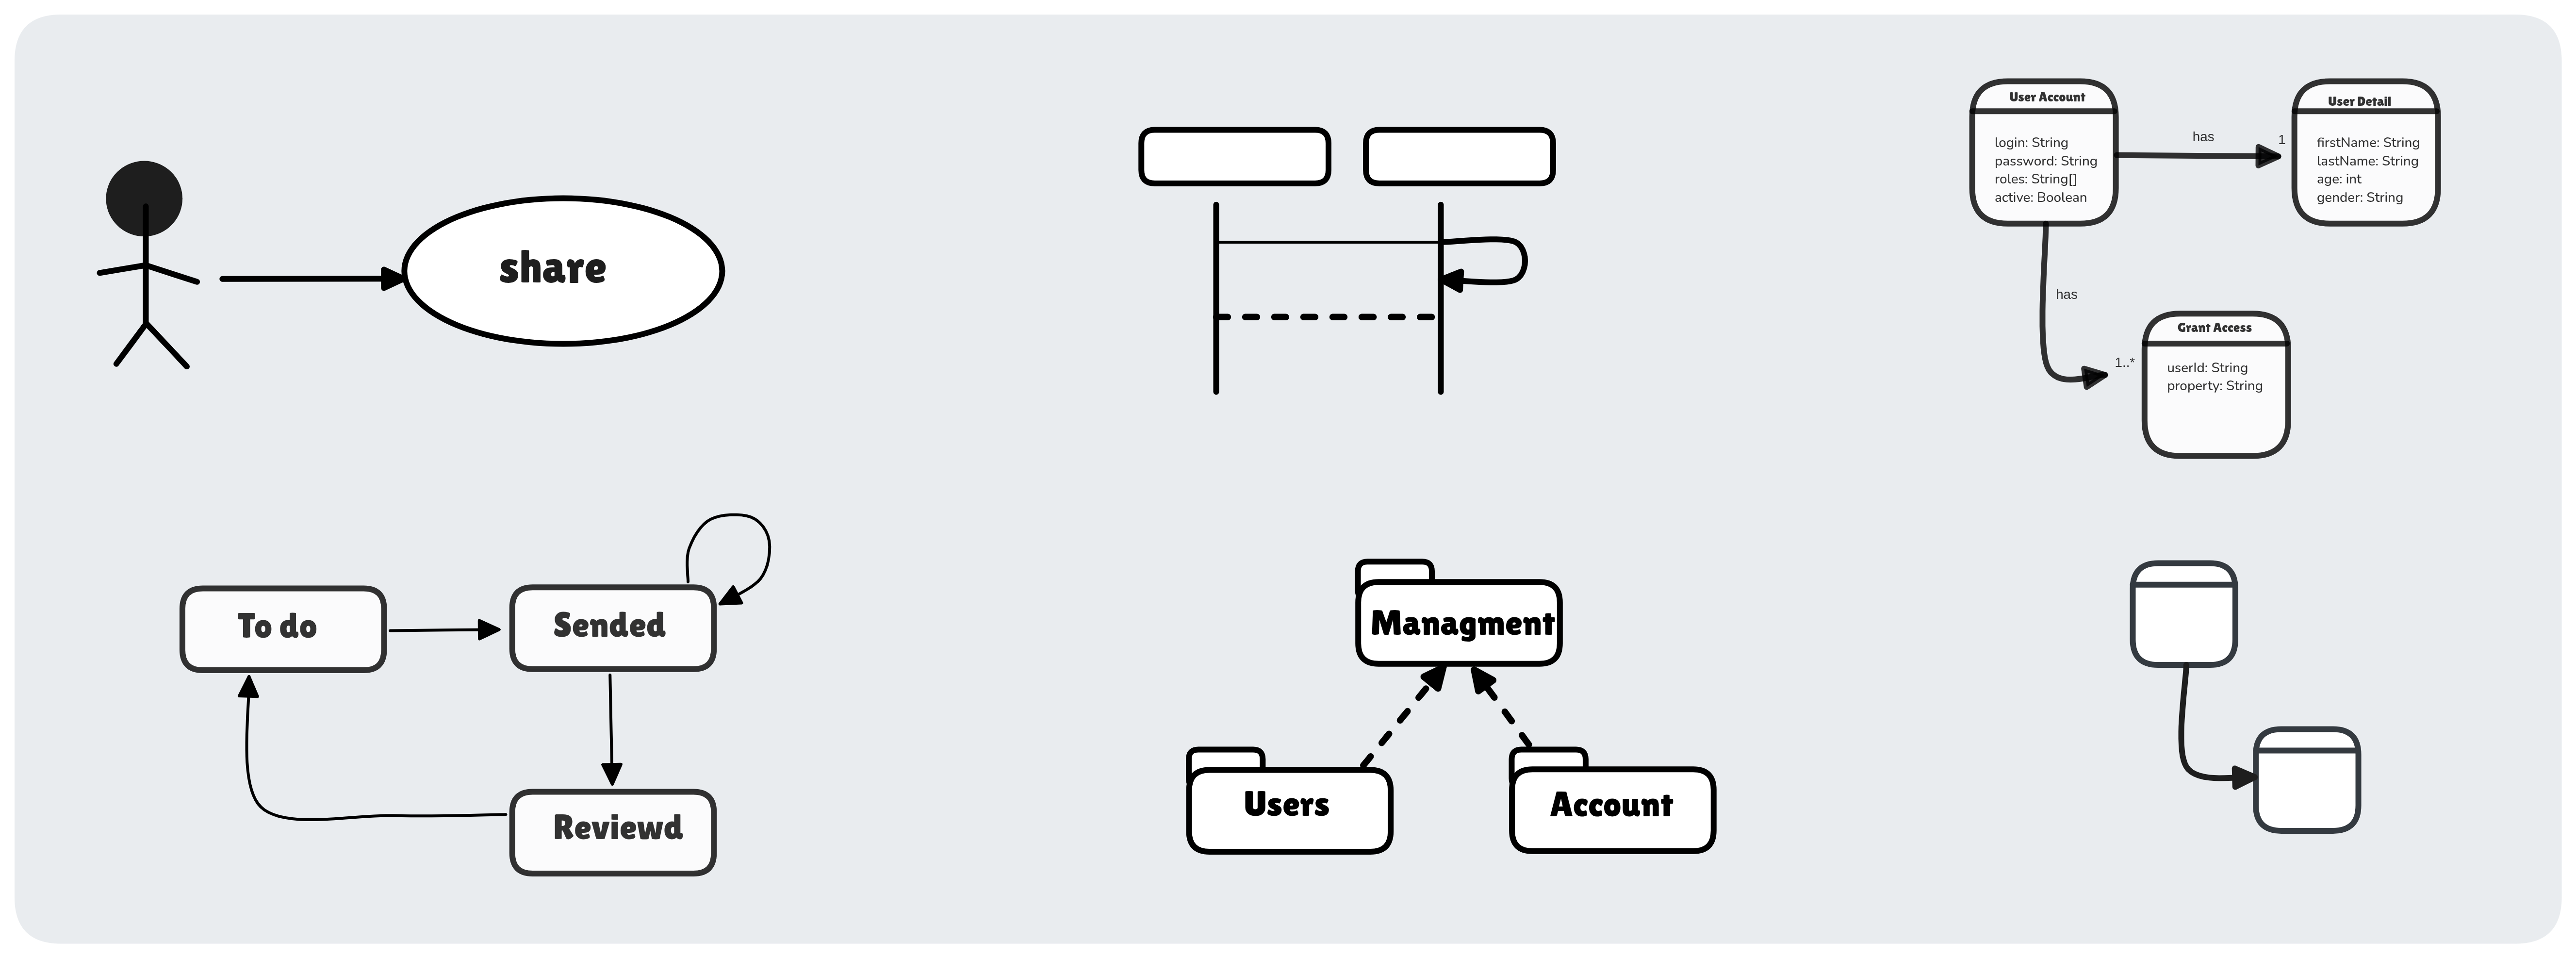 share
User Account
login: String
password: String
roles: String[]
active: Boolean
has
1
User Detail
firstName: String
lastName: String
age: int
gender: String
has
1..*
Grant Access
userId: String
property: String
To do
Sended
Reviewd
Managment
Users
Account